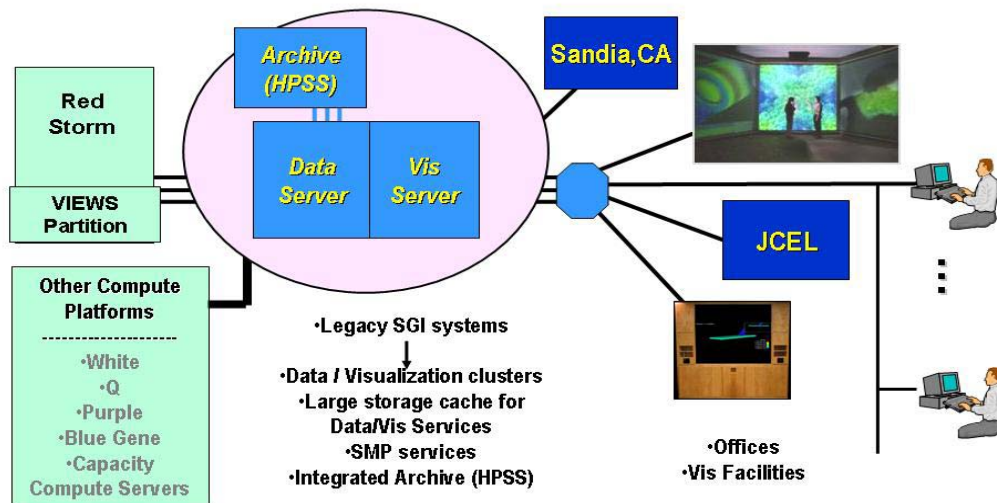 Red
Storm
VIEWS
Partition
Other Compute
Platforms
----------------------
•White
•Q
•Purple
•Blue Gene
•Capacity
Compute Servers
Archive
(HPSS)
Data
Server
Vis
Server
•Legacy SGI systems
•Data / Visualization clusters
•Large storage cache for
Data/Vis Services
•SMP services
•Integrated Archive (HPSS)
Sandia,CA
JCEL
•Offices
•Vis Facilities